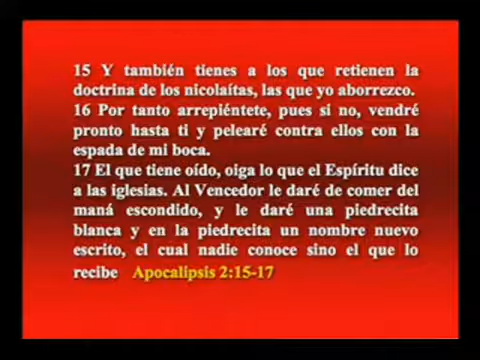 15 Y también tienes a los que retienen la
doctrina de los nicolaítas, las que yo aborrezco.
16 Por tanto arrepiéntete, pues si no, vendré
pronto hasta ti y pelearé contra ellos con la
espada de mi boca.
17 El que tiene oído, oiga lo que el Espíritu dice
a las iglesias. Al Vencedor le daré de comer del
maná escondido, y le daré una piedrecita
blanca y en la piedrecita un nombre nuevo
escrito, el cual nadie conoce sino el que lo
recibe Apocalipsis 2:15-17